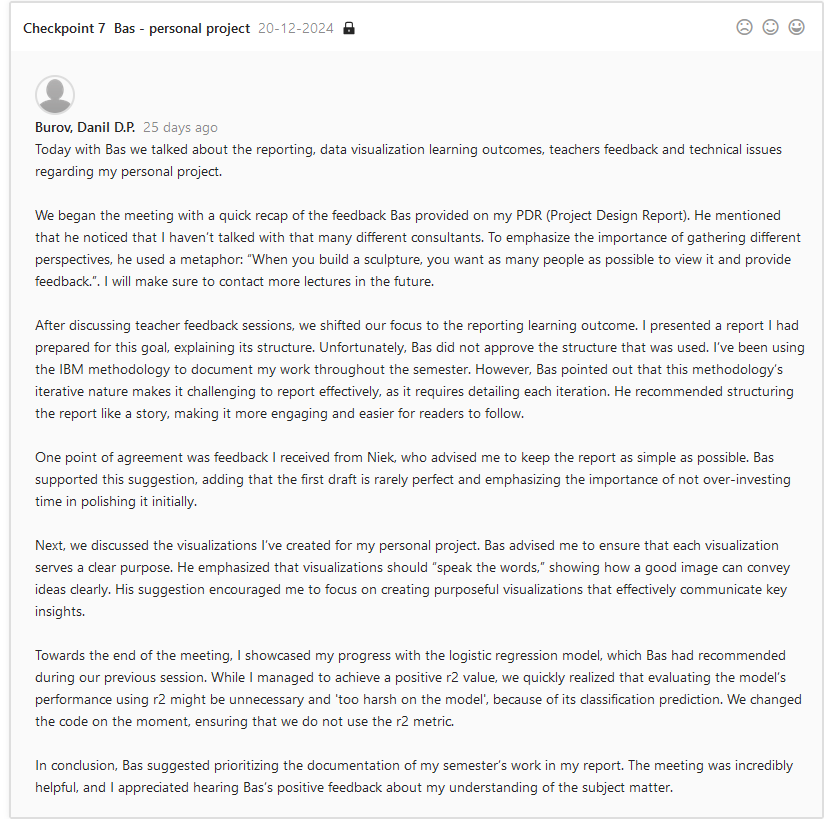 Checkpoint 7 Bas - personal project 20-12-2024
Burov, Danil D.P. 25 days ago
Today with Bas we talked about the reporting, data visualization learning outcomes, teachers feedback and technical issues
regarding my personal project.
We began the meeting with a quick recap of the feedback Bas provided on my PDR (Project Design Report). He mentioned
that he noticed that I haven’t talked with that many different consultants. To emphasize the importance of gathering different
perspectives, he used a metaphor: “When you build a sculpture, you want as many people as possible to view it and provide
feedback.”. I will make sure to contact more lectures in the future.
After discussing teacher feedback sessions, we shifted our focus to the reporting learning outcome. I presented a report I had
prepared for this goal, explaining its structure. Unfortunately, Bas did not approve the structure that was used. I’ve been using
the IBM methodology to document my work throughout the semester. However, Bas pointed out that this methodology’s
iterative nature makes it challenging to report effectively, as it requires detailing each iteration. He recommended structuring
the report like a story, making it more engaging and easier for readers to follow.
One point of agreement was feedback I received from Niek, who advised me to keep the report as simple as possible. Bas
supported this suggestion, adding that the first draft is rarely perfect and emphasizing the importance of not over-investing
time in polishing it initially.
Next, we discussed the visualizations I’ve created for my personal project. Bas advised me to ensure that each visualization
serves a clear purpose. He emphasized that visualizations should “speak the words,” showing how a good image can convey
ideas clearly. His suggestion encouraged me to focus on creating purposeful visualizations that effectively communicate key
insights.
Towards the end of the meeting, I showcased my progress with the logistic regression model, which Bas had recommended
during our previous session. While I managed to achieve a positive r2 value, we quickly realized that evaluating the model’s
performance using r2 might be unnecessary and 'too harsh on the model', because of its classification prediction. We changed
the code on the moment, ensuring that we do not use the r2 metric.
In conclusion, Bas suggested prioritizing the documentation of my semester’s work in my report. The meeting was incredibly
helpful, and I appreciated hearing Bas’s positive feedback about my understanding of the subject matter.